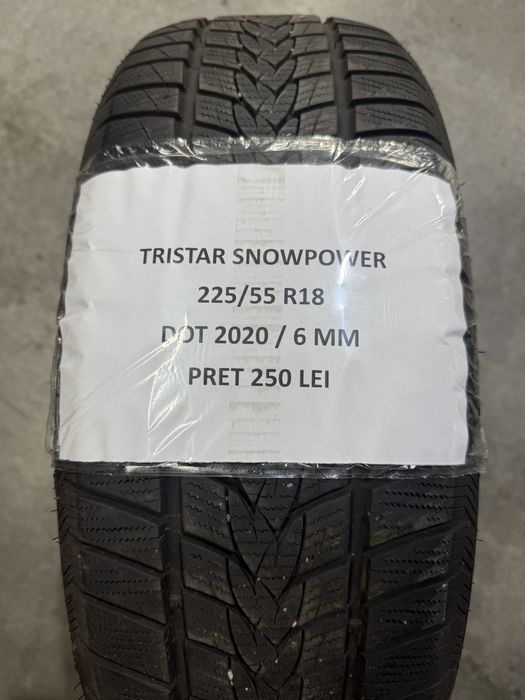 TRISTAR SNOWPOWER
225/55 R18
DOT 2020 / 6 MM
PRET 250 LEI